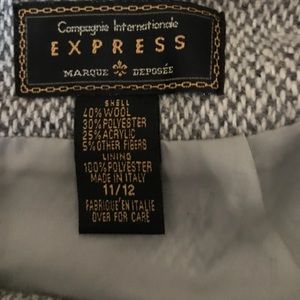 Compagnie Internationale
EXPRESS
MARQUE DEPOSÉE
SHELL
40% WOOL
30% POLYESTER
25% ACRYLIC
5% OTHER FIBERS
LINING
100% POLYESTER
MADE IN ITALY
11/12
FABRIQUÉ EN ITALIE
OVER FOR CARE